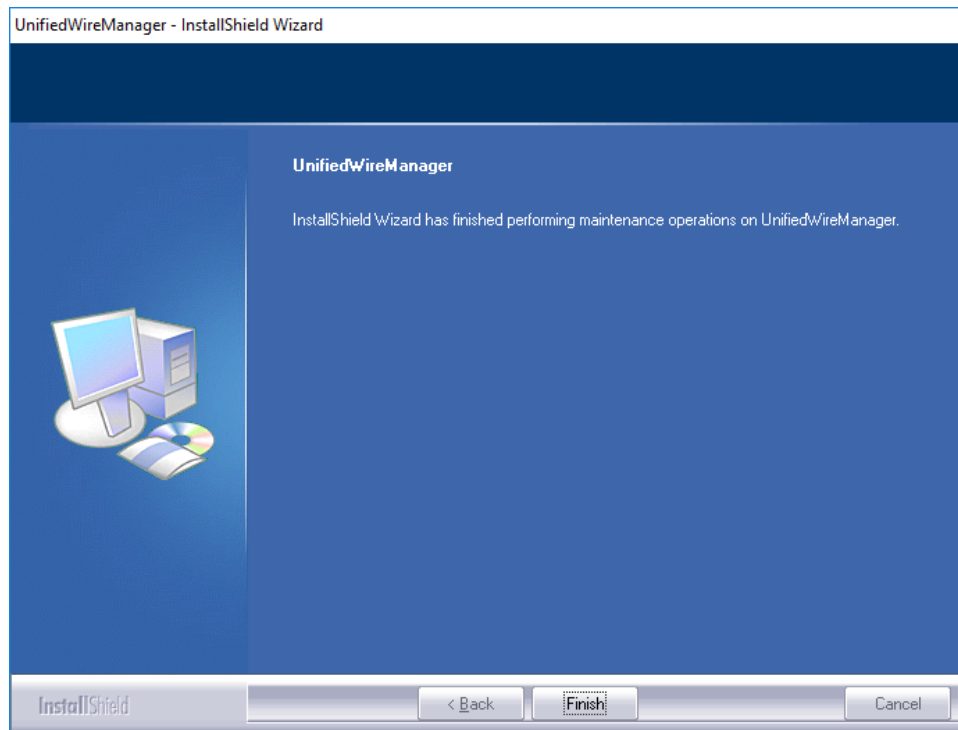 UnifiedWireManager - InstallShield Wizard
UnifiedWireManager
InstallShield Wizard has finished performing maintenance operations on UnifiedWireManager.
InstallShield
< Back
Finish
Cancel